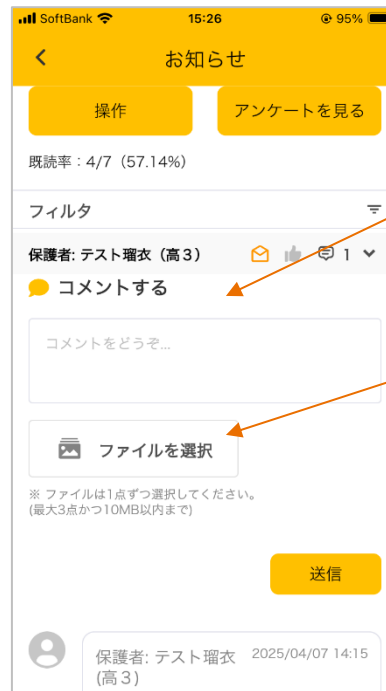 SoftBank 15:26 95%
お知らせ
操作 アンケートを見る
既読率：4/7（57.14%）
フィルタ
保護者: テスト瑠衣（高３） 1
コメントする
コメントをどうぞ...
ファイルを選択
※ ファイルは1点ずつ選択してください。
(最大3点かつ10MB以内まで)
送信
保護者: テスト瑠衣 2025/04/07 14:15
(高３)